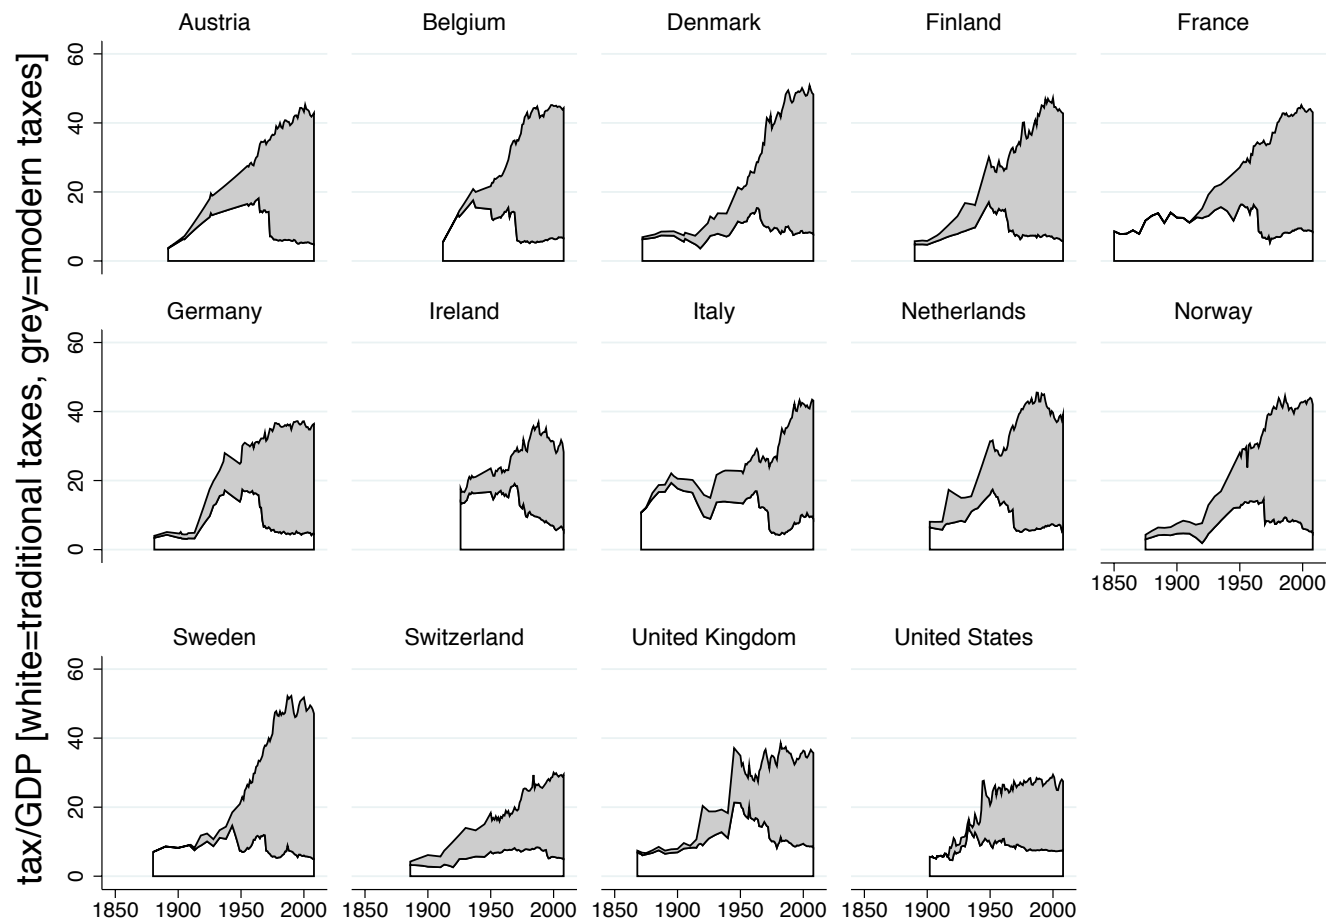 tax/GDP [white=traditional taxes, grey=modern taxes]
Austria Belgium Denmark Finland France
60
40
20
0
Germany Ireland Italy Netherlands Norway
60
40
20
0
1850 1900 1950 2000
Sweden Switzerland United Kingdom United States
60
40
20
0
1850 1900 1950 2000 1850 1900 1950 2000 1850 1900 1950 2000 1850 1900 1950 2000